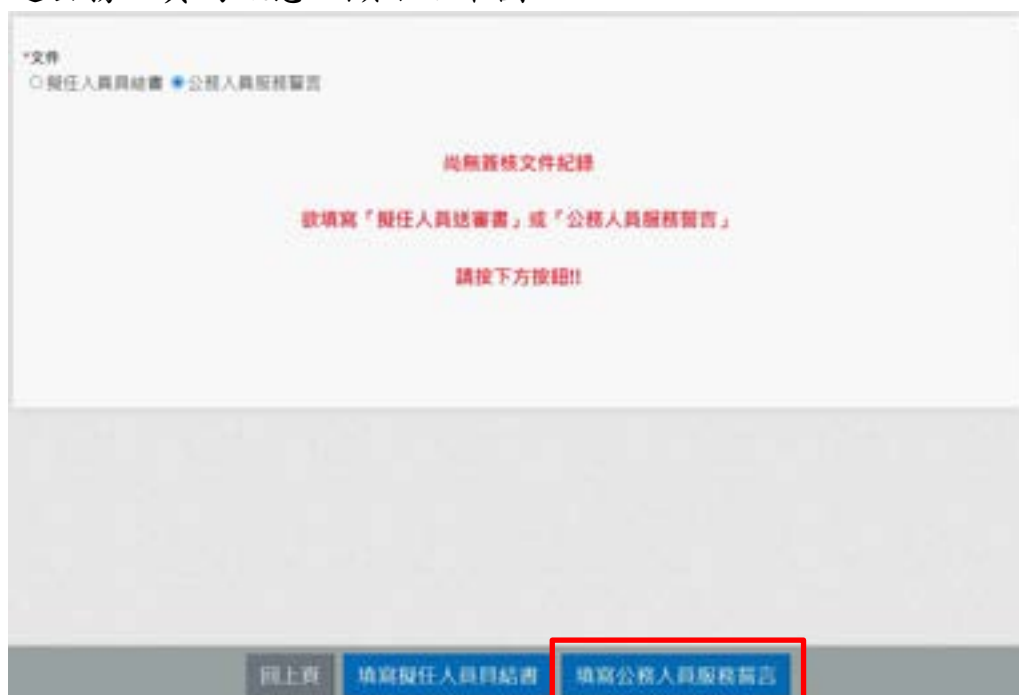 *文件
擬任人員具結書 公務人員服務誓言
尚無簽核文件紀錄
欲填寫「擬任人員送審書」或「公務人員服務誓言」
請按下方按鈕!!
回上頁 填寫擬任人員具結書 填寫公務人員服務誓言